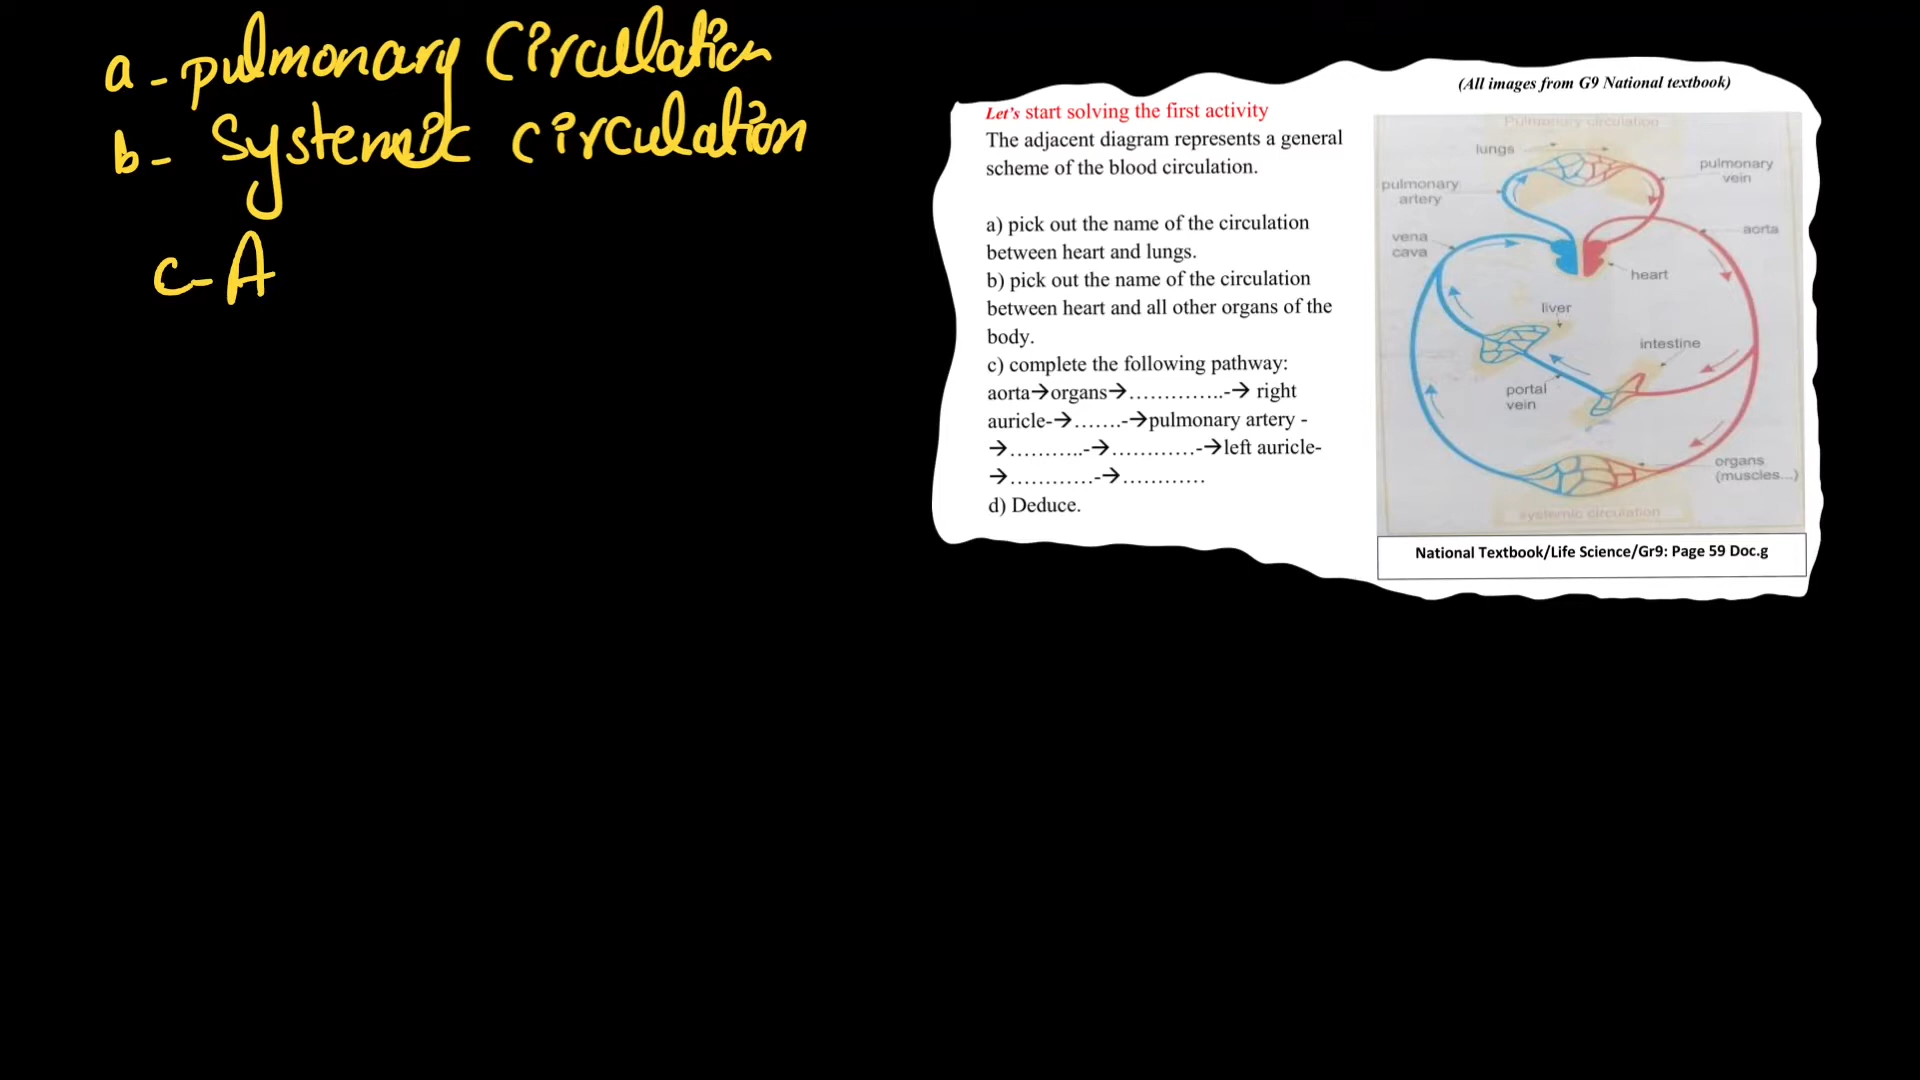 a - pulmonary Circulation
b - Systemic circulation
c - A
(All images from G9 National textbook)
Let's start solving the first activity
The adjacent diagram represents a general
scheme of the blood circulation.
a) pick out the name of the circulation
between heart and lungs.
b) pick out the name of the circulation
between heart and all other organs of the
body.
c) complete the following pathway:
aorta→organs→…………..-→ right
auricle-→…….-→pulmonary artery -
→………..-→…………-→left auricle-
→…………-→…………
d) Deduce.
Pulmonary circulation
lungs
pulmonary
vein
pulmonary
artery
vena
cava
aorta
heart
liver
intestine
portal
vein
organs
(muscles...)
systemic circulation
National Textbook/Life Science/Gr9: Page 59 Doc.g